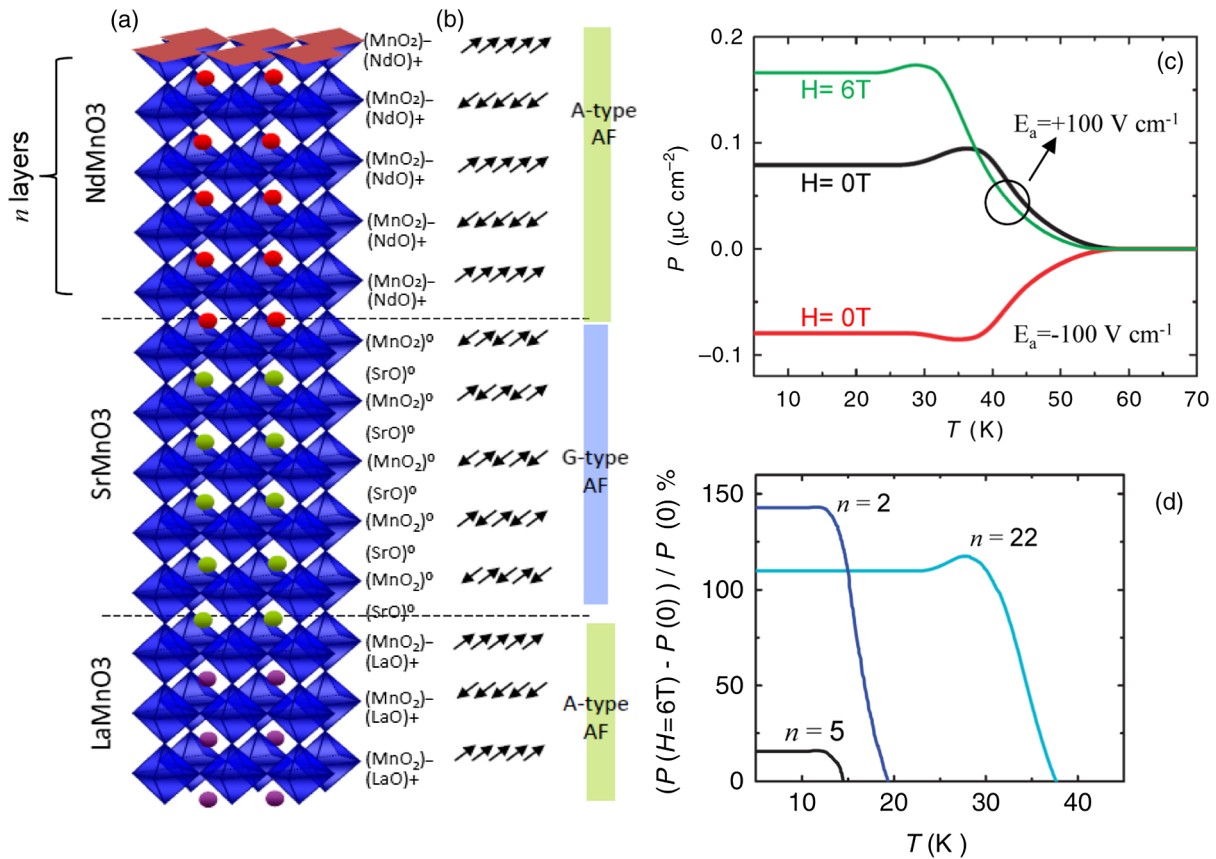 (a)
(b)
n layers
NdMnO3
SrMnO3
LaMnO3
(MnO₂)–
(NdO)+
(MnO₂)–
(NdO)+
(MnO₂)–
(NdO)+
(MnO₂)–
(NdO)+
(MnO₂)–
(NdO)+
(MnO₂)⁰
(SrO)⁰
(MnO₂)⁰
(SrO)⁰
(MnO₂)⁰
(SrO)⁰
(MnO₂)⁰
(SrO)⁰
(MnO₂)⁰
(SrO)⁰
(MnO₂)–
(LaO)+
(MnO₂)–
(LaO)+
(MnO₂)–
(LaO)+
A-type
AF
G-type
AF
A-type
AF
(c)
0.2
0.1
0.0
–0.1
P (μC cm⁻²)
H= 6T
H= 0T
H= 0T
Eₐ=+100 V cm⁻¹
Eₐ=-100 V cm⁻¹
10 20 30 40 50 60 70
T (K)
(d)
150
100
50
0
(P (H=6T) - P (0) ) / P (0) %
n = 2
n = 22
n = 5
10 20 30 40
T (K)